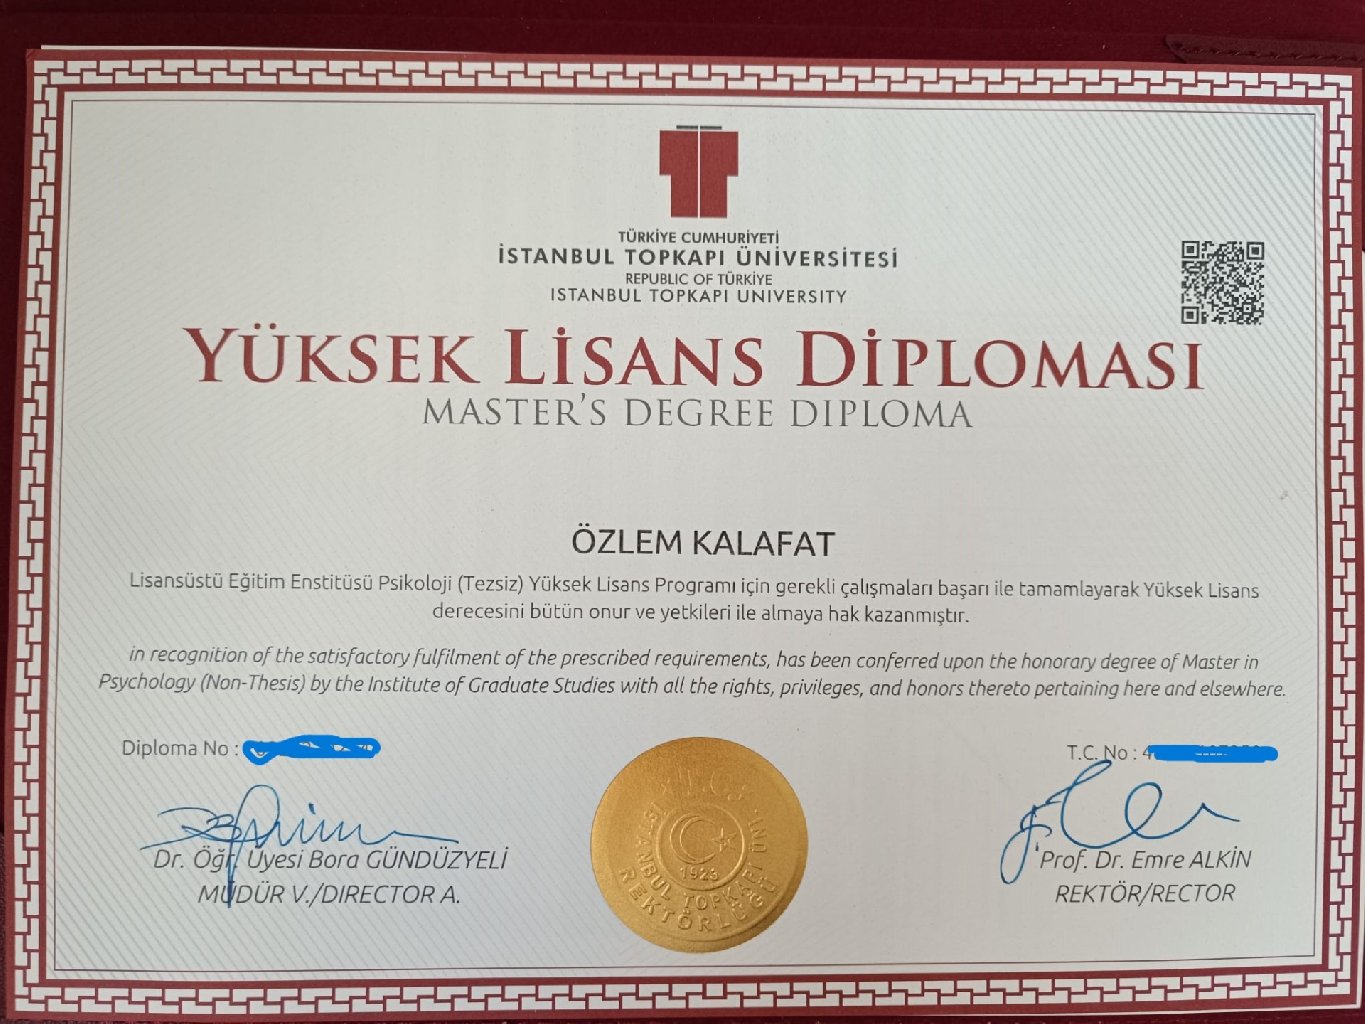 TÜRKİYE CUMHURİYETİ
İSTANBUL TOPKAPI ÜNİVERSİTESİ
REPUBLIC OF TÜRKİYE
ISTANBUL TOPKAPI UNIVERSITY
YÜKSEK LİSANS DİPLOMASI
MASTER'S DEGREE DIPLOMA
ÖZLEM KALAFAT
Lisansüstü Eğitim Enstitüsü Psikoloji (Tezsiz) Yüksek Lisans Programı için gerekli çalışmaları başarı ile tamamlayarak Yüksek Lisans
derecesini bütün onur ve yetkileri ile almaya hak kazanmıştır.
in recognition of the satisfactory fulfilment of the prescribed requirements, has been conferred upon the honorary degree of Master in
Psychology (Non-Thesis) by the Institute of Graduate Studies with all the rights, privileges, and honors thereto pertaining here and elsewhere.
Diploma No :
T.C. No : 4
Dr. Öğr. Üyesi Bora GÜNDÜZYELİ
MÜDÜR V./DIRECTOR A.
1923
İSTANBUL TOPKAPI ÜNİ
REKTÖRLÜĞÜ
Prof. Dr. Emre ALKİN
REKTÖR/RECTOR